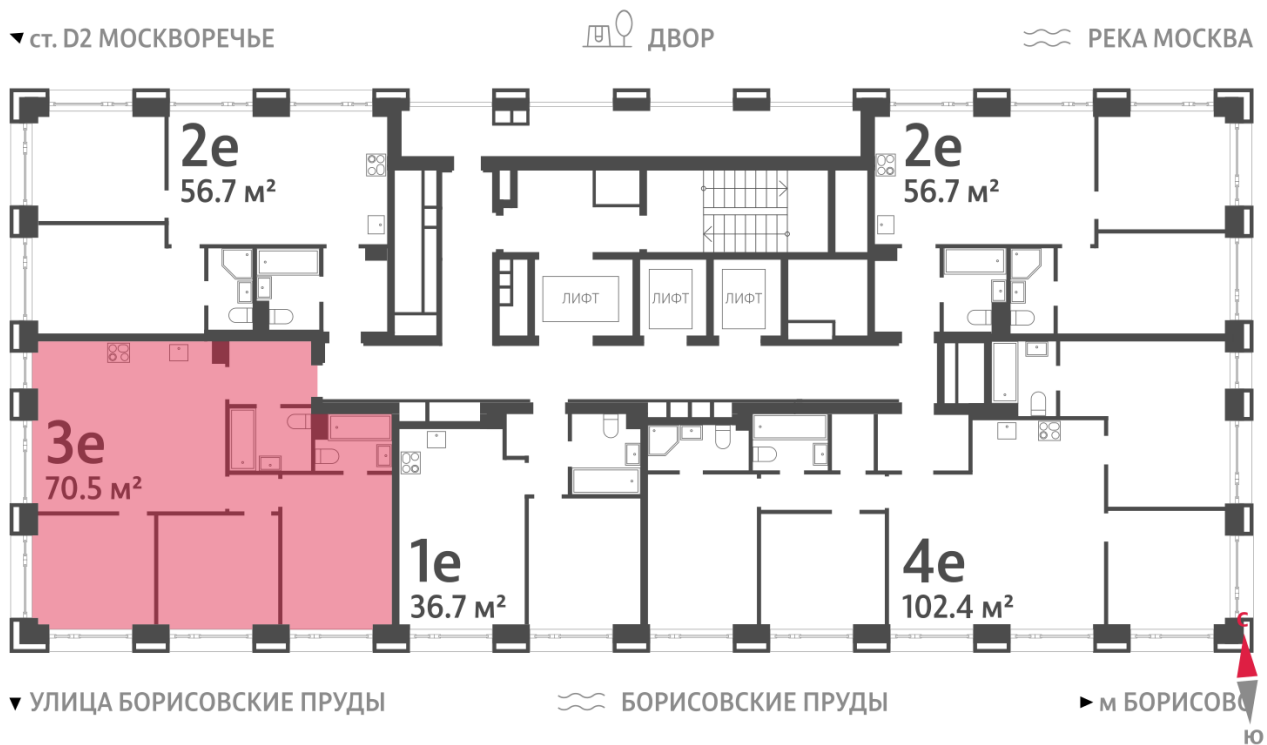 ст. D2 МОСКВОРЕЧЬЕ
ДВОР
РЕКА МОСКВА
2е
56.7 м²
2е
56.7 м²
ЛИФТ
ЛИФТ
ЛИФТ
3е
70.5 м²
1е
36.7 м²
4е
102.4 м²
С
УЛИЦА БОРИСОВСКИЕ ПРУДЫ
БОРИСОВСКИЕ ПРУДЫ
м БОРИСОВО
Ю